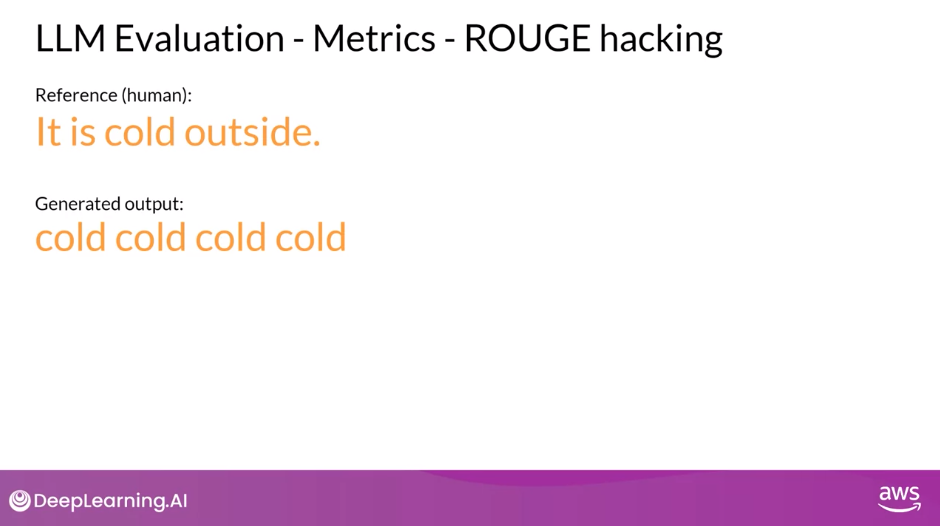 LLM Evaluation - Metrics - ROUGE hacking
Reference (human):
It is cold outside.
Generated output:
cold cold cold cold
DeepLearning.AI
aws